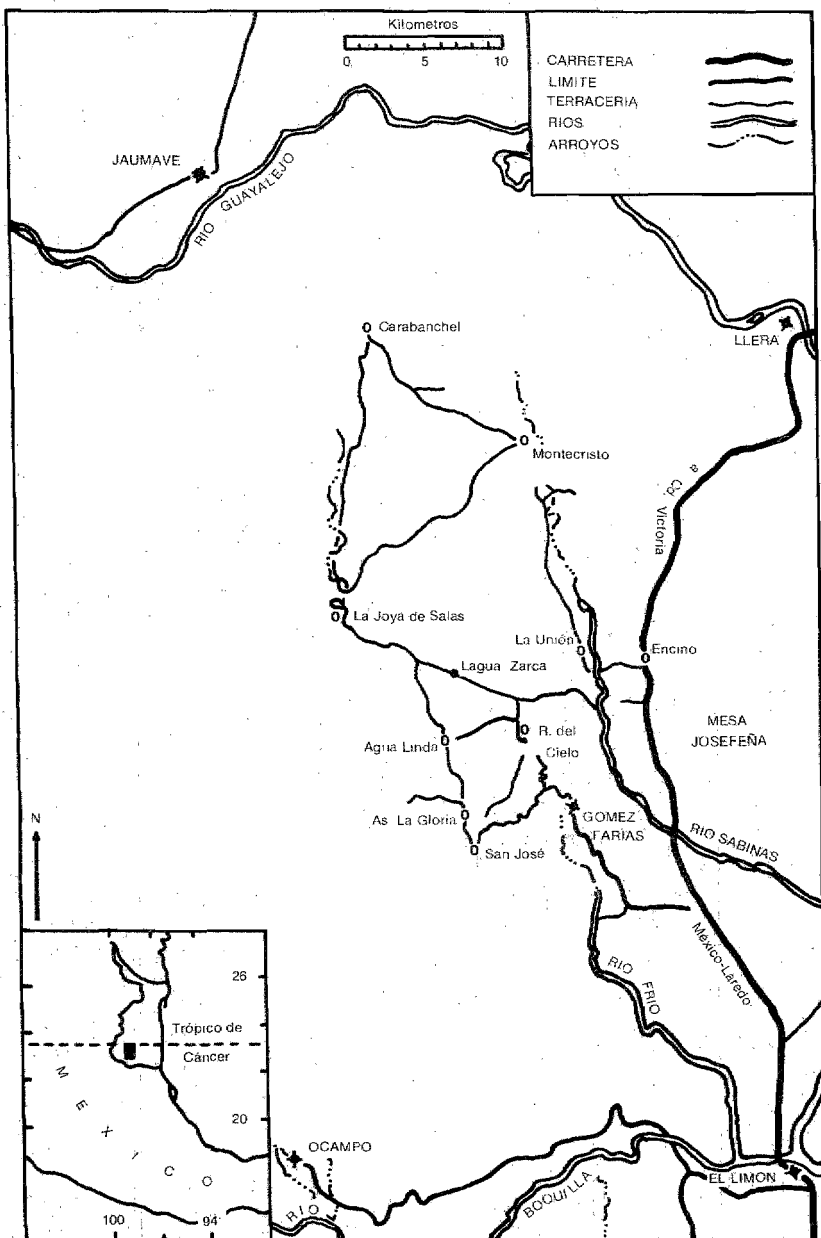 Kilometros
0 5 10
CARRETERA
LIMITE
TERRACERIA
RIOS
ARROYOS
JAUMAVE
RIO GUAYALEJO
LLERA
Carabanchel
Montecristo
a Cd. Victoria
La Joya de Salas
La Unión
Encino
Lagua Zarca
MESA
JOSEFEÑA
R. del
Cielo
Agua Linda
As. La Gloria
GOMEZ
FARIAS
San José
RIO SABINAS
N
México-Laredo
RIO FRIO
26
Trópico de
Cáncer
MEXICO
20
100 94
OCAMPO
RIO
BOQUILLA
EL LIMON